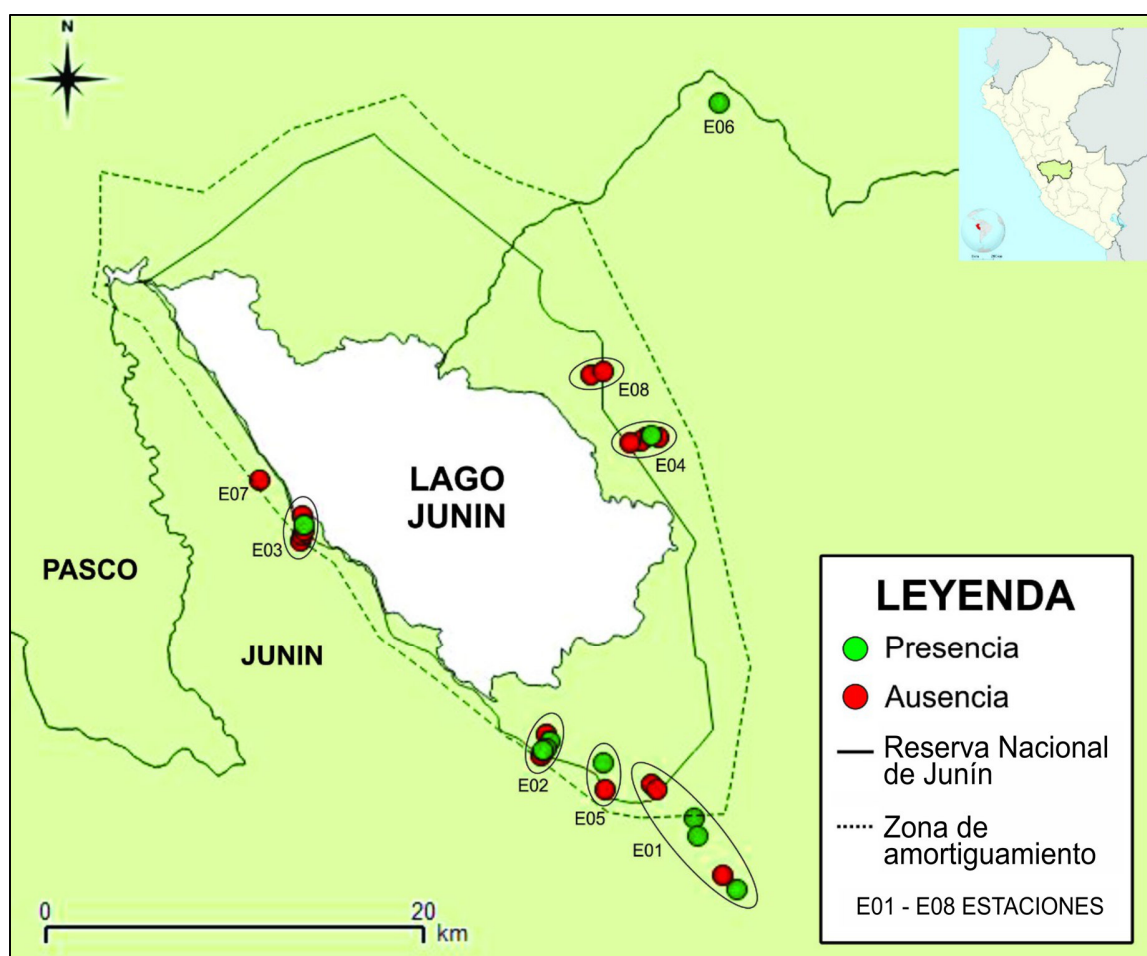 N
E06
E08
E04
LAGO
JUNIN
E07
E03
PASCO
JUNIN
E02
E05
E01
0
20
km
LEYENDA
Presencia
Ausencia
Reserva Nacional
de Junín
Zona de
amortiguamiento
E01 - E08 ESTACIONES